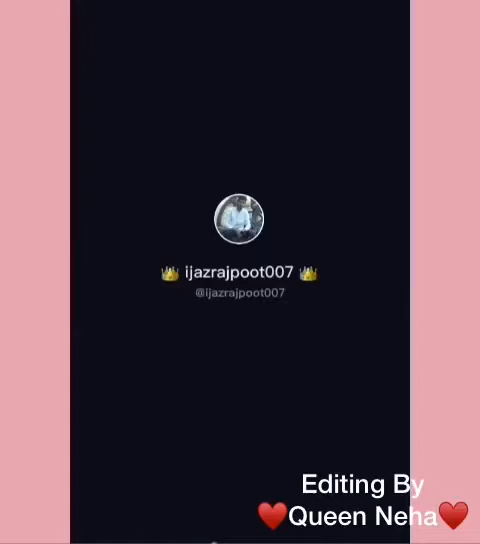 👑 ijazrajpoot007 👑
@ijazrajpoot007
Editing By
❤️Queen Neha❤️